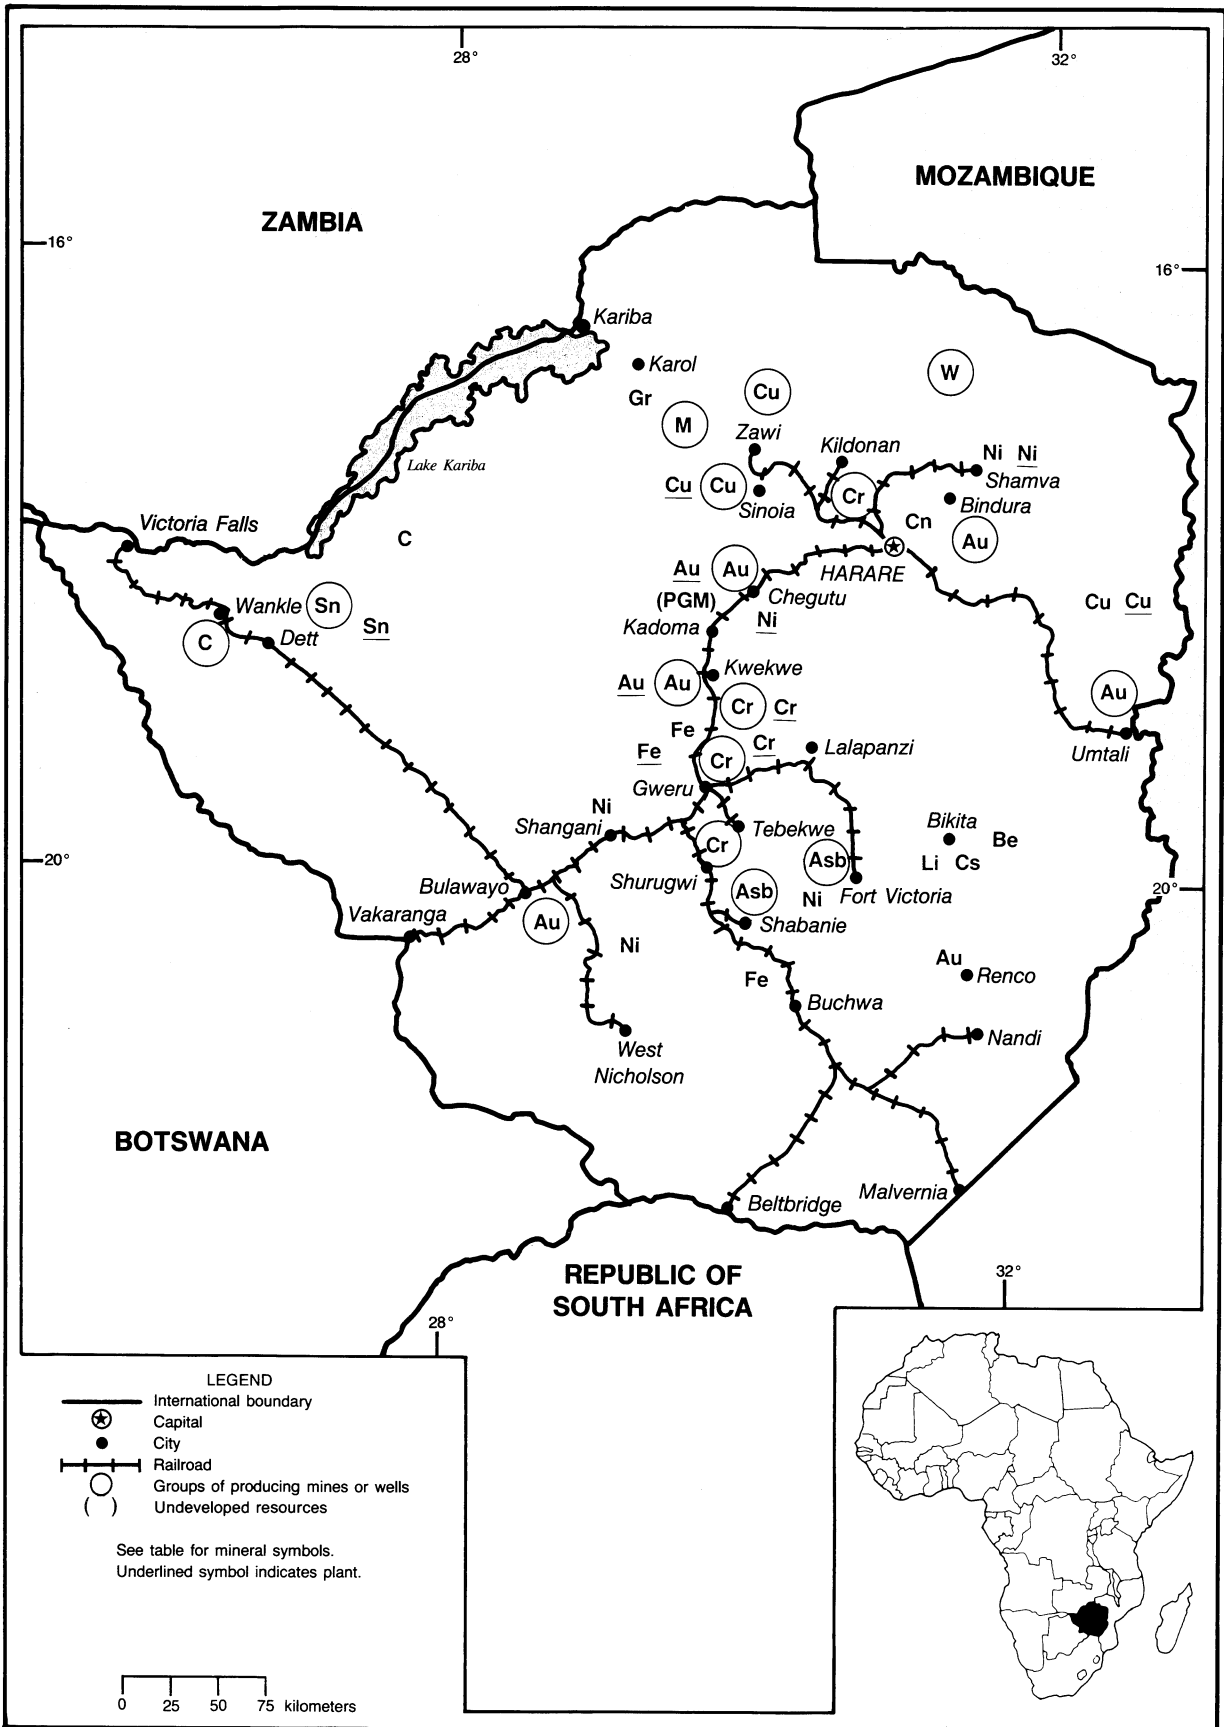 28°
32°
MOZAMBIQUE
ZAMBIA
16°
16°
Kariba
Karol
Gr
Cu
W
M
Zawi
Kildonan
Ni Ni
Shamva
Lake Kariba
Cu Cu
Sinoia
Cr
Bindura
Victoria Falls
C
Cn
Au
HARARE
Au Au
Chegutu
(PGM)
Ni
Kadoma
Wankle
Sn
Sn
C
Dett
Cu Cu
Kwekwe
Au Au
Cr Cr
Au
Fe
Fe
Cr
Cr
Lalapanzi
Umtali
Gweru
Ni
Shangani
Tebekwe
Bikita
Be
Li Cs
Cr
Asb
20°
20°
Shurugwi
Bulawayo
Asb
Ni
Fort Victoria
Vakaranga
Au
Shabanie
Ni
Au
Renco
Fe
Buchwa
Nandi
West
Nicholson
BOTSWANA
Malvernia
Beltbridge
REPUBLIC OF
SOUTH AFRICA
32°
28°
LEGEND
International boundary
Capital
City
Railroad
Groups of producing mines or wells
( ) Undeveloped resources
See table for mineral symbols.
Underlined symbol indicates plant.
0 25 50 75 kilometers